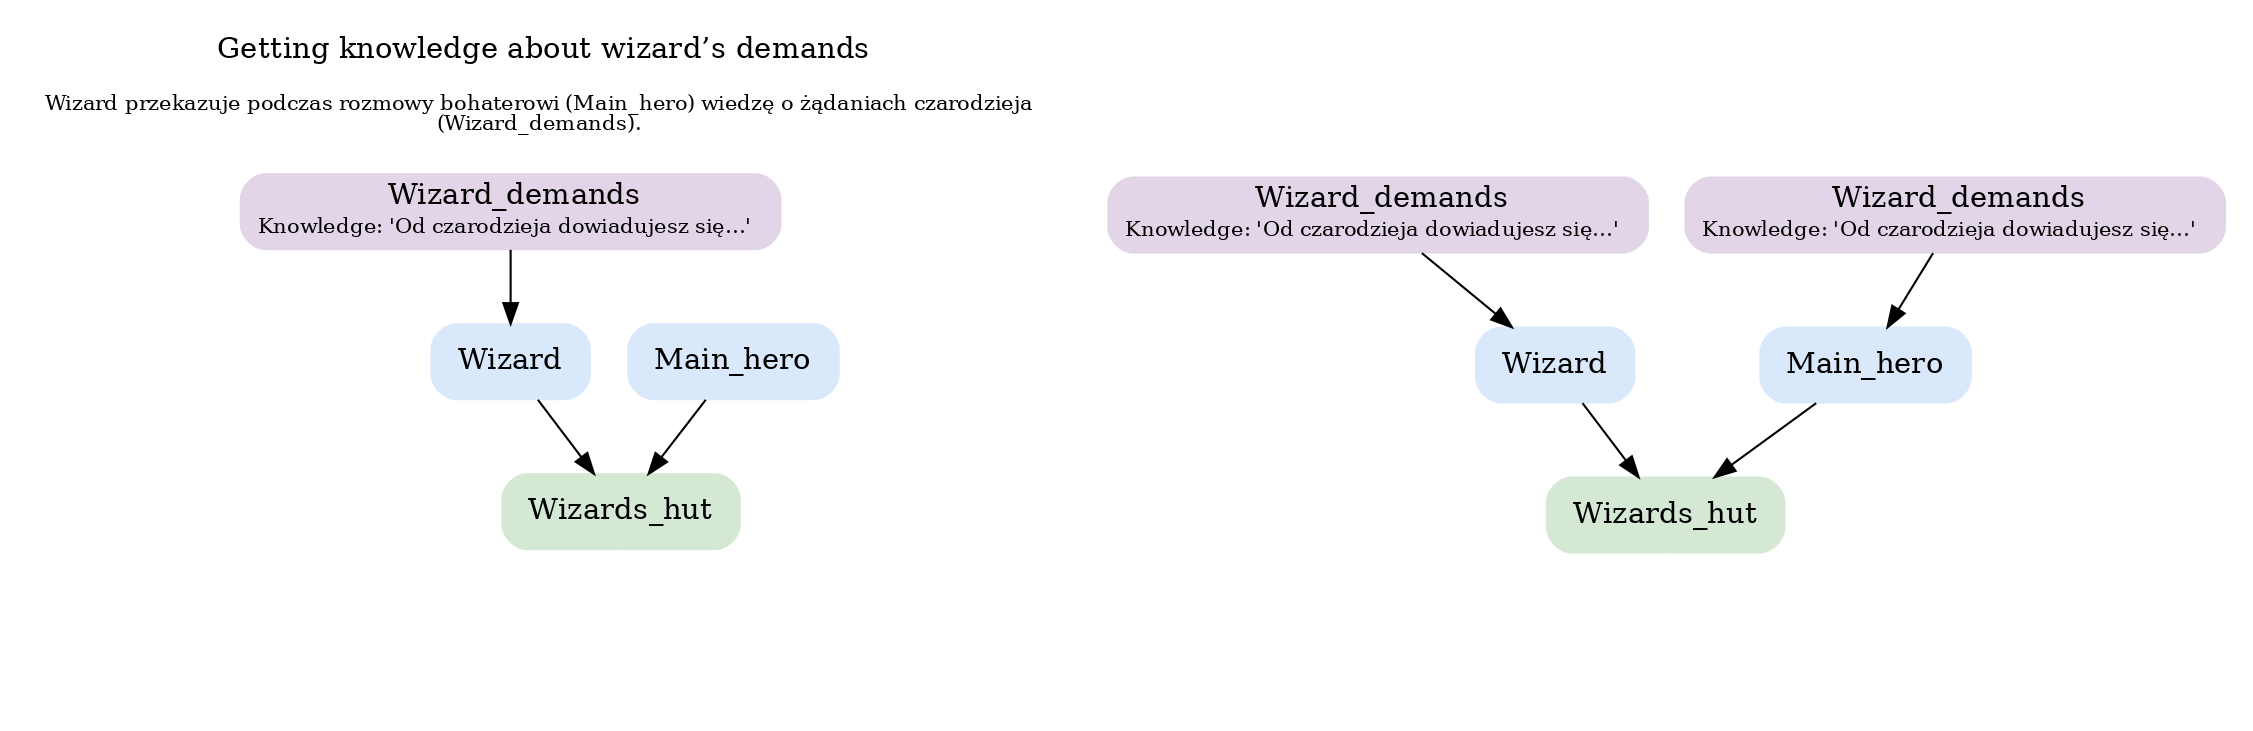 Getting knowledge about wizard’s demands
Wizard przekazuje podczas rozmowy bohaterowi (Main_hero) wiedzę o żądaniach czarodzieja
(Wizard_demands).
Wizard_demands
Knowledge: 'Od czarodzieja dowiadujesz się…'
Wizard
Main_hero
Wizards_hut
Wizard_demands
Knowledge: 'Od czarodzieja dowiadujesz się…'
Wizard_demands
Knowledge: 'Od czarodzieja dowiadujesz się…'
Wizard
Main_hero
Wizards_hut